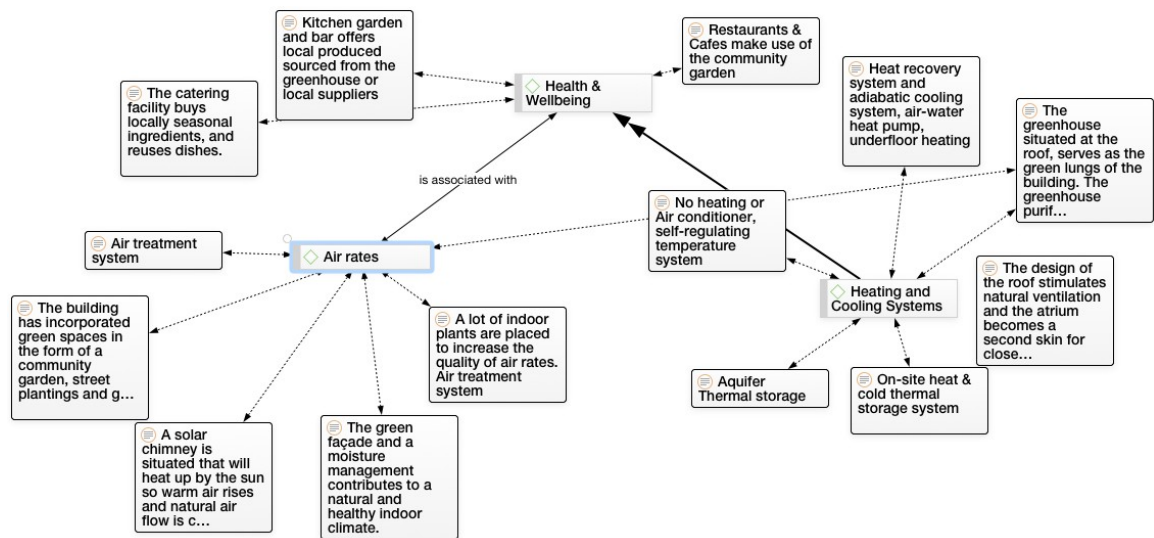 Kitchen garden
and bar offers
local produced
sourced from the
greenhouse or
local suppliers
Restaurants &
Cafes make use of
the community
garden
Health &
Wellbeing
The catering
facility buys
locally seasonal
ingredients, and
reuses dishes.
Heat recovery
system and
adiabatic cooling
system, air-water
heat pump,
underfloor heating
The
greenhouse
situated at the
roof, serves as the
green lungs of the
building. The
greenhouse
purif...
is associated with
No heating or
Air conditioner,
self-regulating
temperature
system
Air treatment
system
Air rates
Heating and
Cooling Systems
The design of
the roof stimulates
natural ventilation
and the atrium
becomes a
second skin for
close...
The building
has incorporated
green spaces in
the form of a
community
garden, street
plantings and g...
A lot of indoor
plants are placed
to increase the
quality of air rates.
Air treatment
system
Aquifer
Thermal storage
On-site heat &
cold thermal
storage system
A solar
chimney is
situated that will
heat up by the sun
so warm air rises
and natural air
flow is c...
The green
façade and a
moisture
management
contributes to a
natural and
healthy indoor
climate.